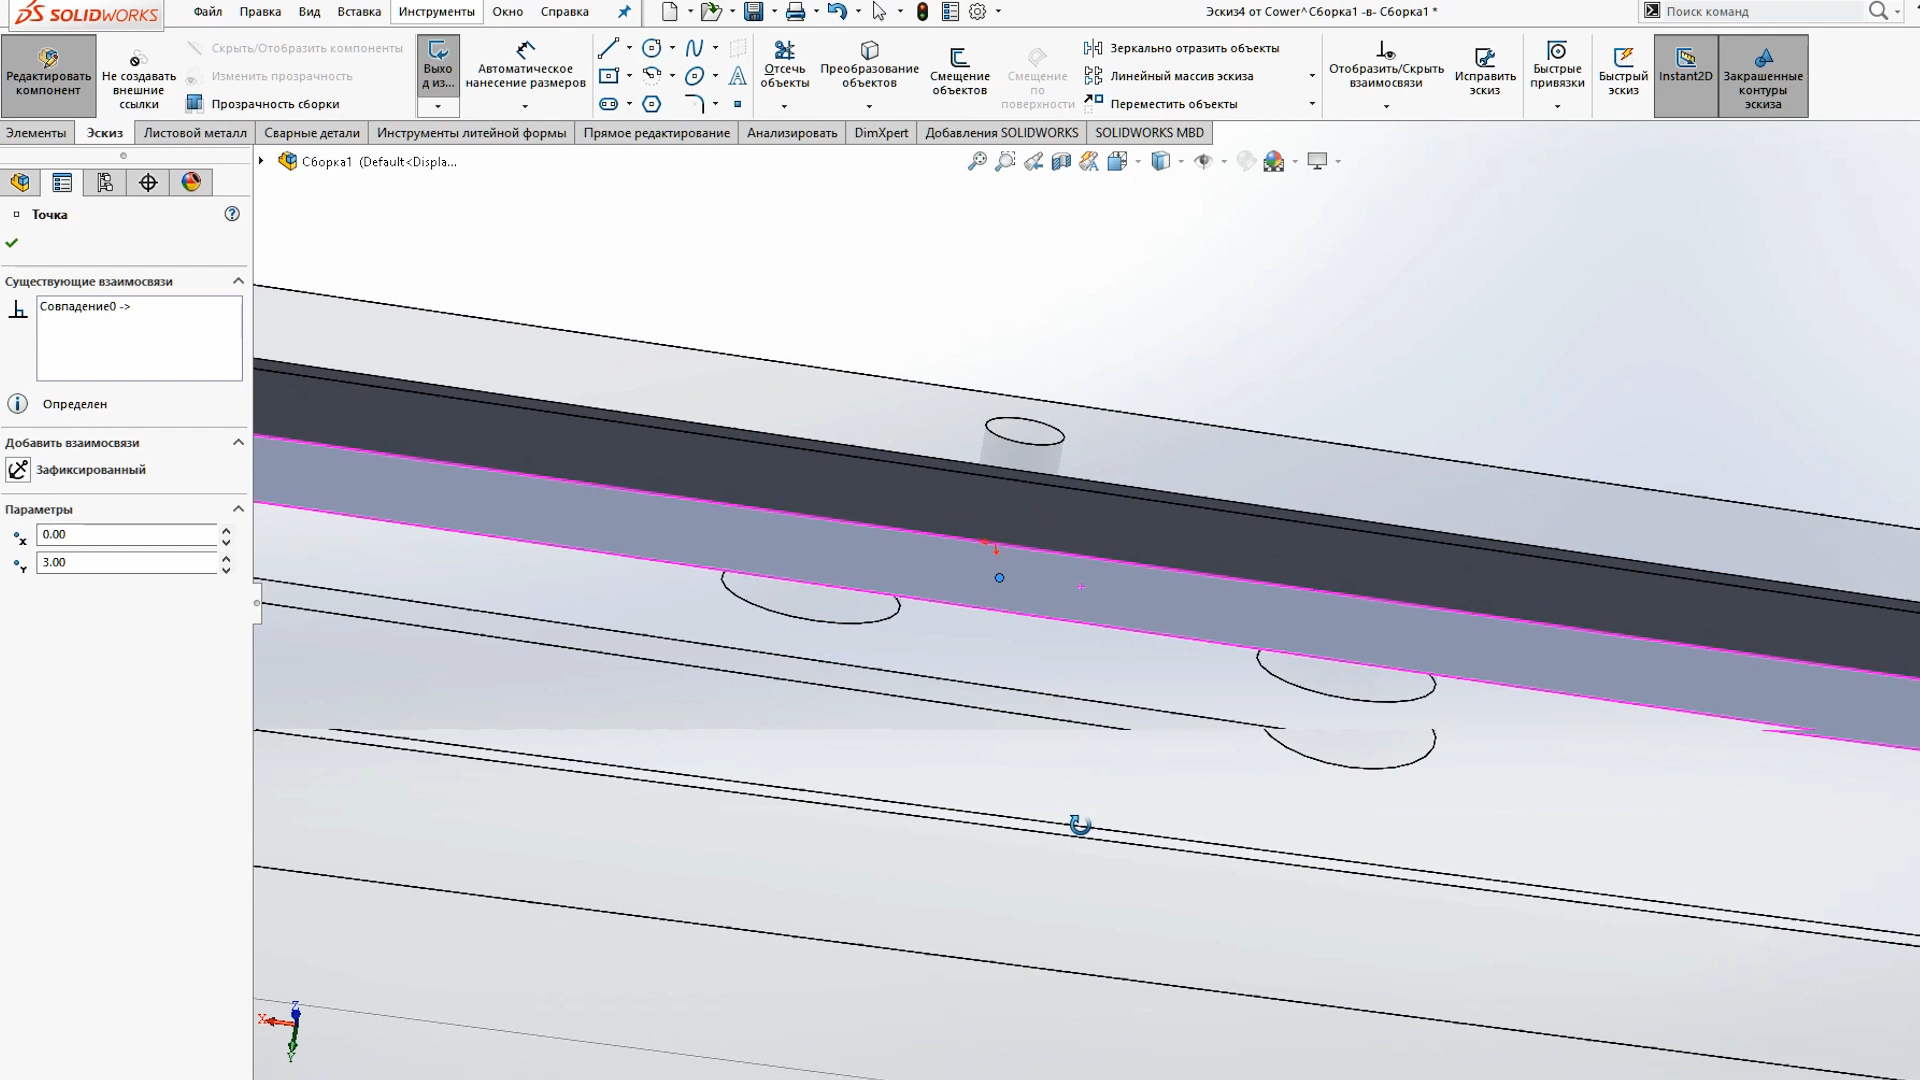 SOLIDWORKS
Файл Правка Вид Вставка Инструменты Окно Справка
Эскиз4 от Cower^Сборка1 -в- Сборка1 *
Поиск команд
Редактировать компонент
Не создавать внешние ссылки
Скрыть/Отобразить компоненты
Изменить прозрачность
Прозрачность сборки
Выхо д из...
Автоматическое нанесение размеров
Отсечь объекты
Преобразование объектов
Смещение объектов
Смещение по поверхности
Зеркально отразить объекты
Линейный массив эскиза
Переместить объекты
Отобразить/Скрыть взаимосвязи
Исправить эскиз
Быстрые привязки
Быстрый эскиз
Instant2D
Закрашенные контуры эскиза
Элементы Эскиз Листовой металл Сварные детали Инструменты литейной формы Прямое редактирование Анализировать DimXpert Добавления SOLIDWORKS SOLIDWORKS MBD
Сборка1 (Default<Displa...
Точка
Существующие взаимосвязи
Совпадение0 ->
Определен
Добавить взаимосвязи
Зафиксированный
Параметры
x 0.00
Y 3.00
Z
X
Y